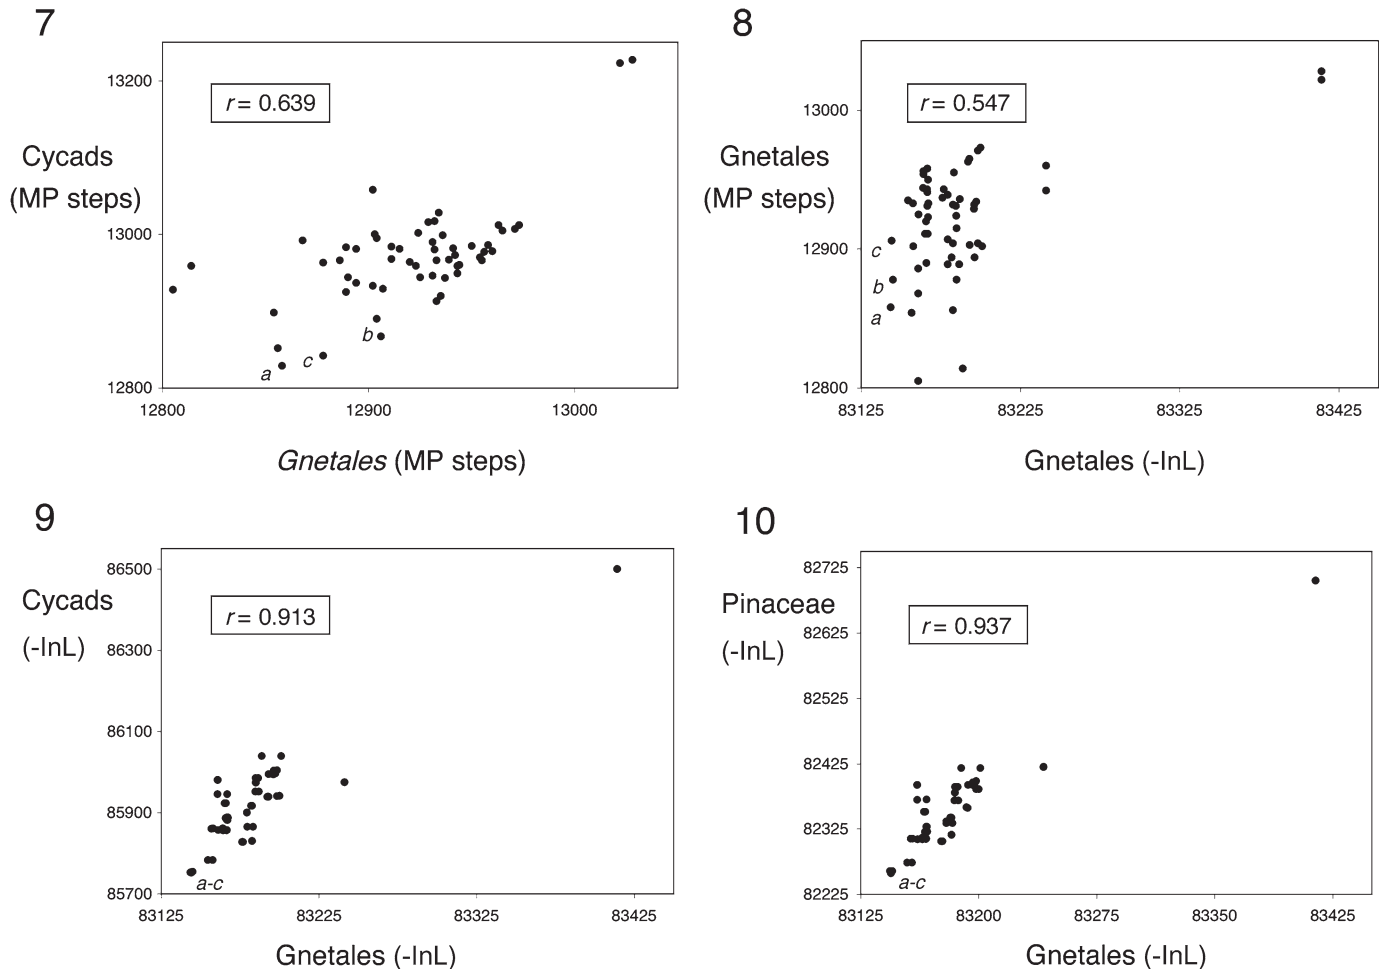 7
13200
r = 0.639
Cycads
(MP steps)
13000
b
c
a
12800
12800
12900
13000
Gnetales (MP steps)
8
13000
r = 0.547
Gnetales
(MP steps)
12900
c
b
a
12800
83125
83225
83325
83425
Gnetales (-lnL)
9
86500
Cycads
r = 0.913
(-lnL)
86300
86100
85900
85700
a-c
83125
83225
83325
83425
Gnetales (-lnL)
10
82725
Pinaceae
r = 0.937
82625
(-lnL)
82525
82425
82325
82225
a-c
83125
83200
83275
83350
83425
Gnetales (-lnL)